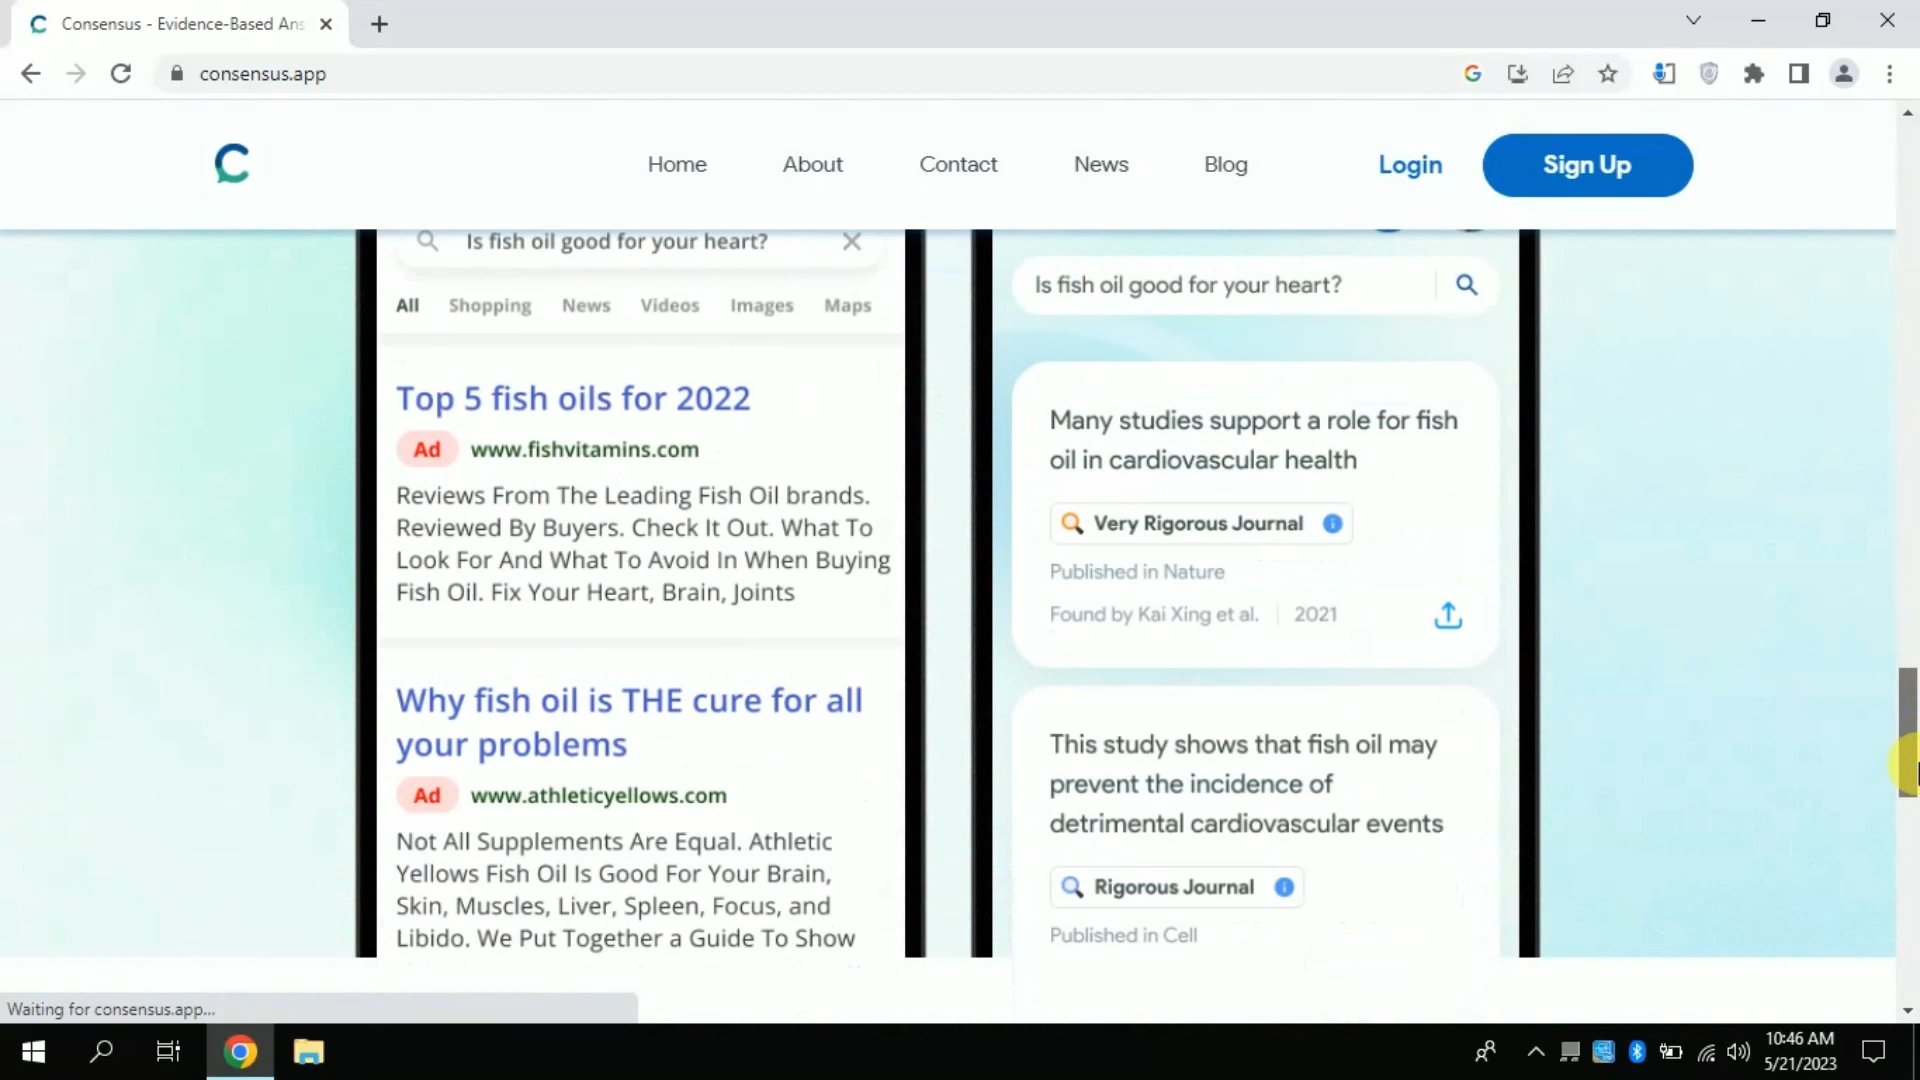 Consensus - Evidence-Based Ans
consensus.app
Home About Contact News Blog Login Sign Up
Is fish oil good for your heart?
All Shopping News Videos Images Maps
Top 5 fish oils for 2022
Ad www.fishvitamins.com
Reviews From The Leading Fish Oil brands.
Reviewed By Buyers. Check It Out. What To
Look For And What To Avoid In When Buying
Fish Oil. Fix Your Heart, Brain, Joints
Why fish oil is THE cure for all
your problems
Ad www.athleticyellows.com
Not All Supplements Are Equal. Athletic
Yellows Fish Oil Is Good For Your Brain,
Skin, Muscles, Liver, Spleen, Focus, and
Libido. We Put Together a Guide To Show
Is fish oil good for your heart?
Many studies support a role for fish
oil in cardiovascular health
Very Rigorous Journal
Published in Nature
Found by Kai Xing et al. 2021
This study shows that fish oil may
prevent the incidence of
detrimental cardiovascular events
Rigorous Journal
Published in Cell
Waiting for consensus.app...
10:46 AM
5/21/2023